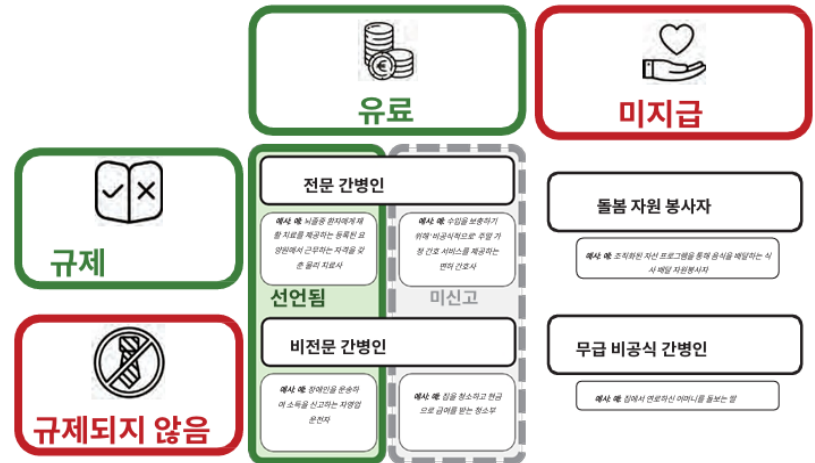 유료
미지급
규제
전문 간병인
예시: 예: 뇌졸중 환자에게 재
활 치료를 제공하는 등록된 요
양원에서 근무하는 자격을 갖
춘 물리 치료사
예시: 예: 수입을 보충하기
위해 '비공식적으로' 주말 가
정 간호 서비스를 제공하는
면허 간호사
돌봄 자원 봉사자
예시: 예: 조직화된 자선 프로그램을 통해 음식을 배달하는 식
사 배달 자원봉사자
선언됨
미신고
규제되지 않음
비전문 간병인
예시: 예: 장애인을 운송하
며 소득을 신고하는 자영업
운전자
예시: 예: 집을 청소하고 현금
으로 급여를 받는 청소부
무급 비공식 간병인
예시: 예: 집에서 연로하신 어머니를 돌보는 딸